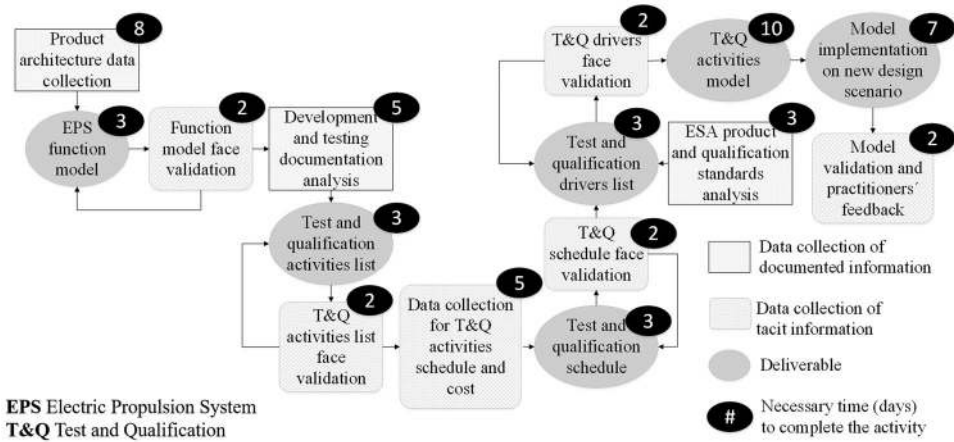 8
Product
architecture data
collection
3
EPS
function
model
2
Function
model face
validation
5
Development
and testing
documentation
analysis
3
Test and
qualification
activities list
2
T&Q
activities list
face
validation
5
Data collection
for T&Q
activities
schedule and
cost
3
Test and
qualification
schedule
2
T&Q
schedule face
validation
3
Test and
qualification
drivers list
3
ESA product
and qualification
standards
analysis
2
T&Q drivers
face
validation
10
T&Q
activities
model
7
Model
implementation
on new design
scenario
2
Model
validation and
practitioners´
feedback
Data collection of
documented information
Data collection of
tacit information
Deliverable
#
Necessary time (days)
to complete the activity
EPS Electric Propulsion System
T&Q Test and Qualification